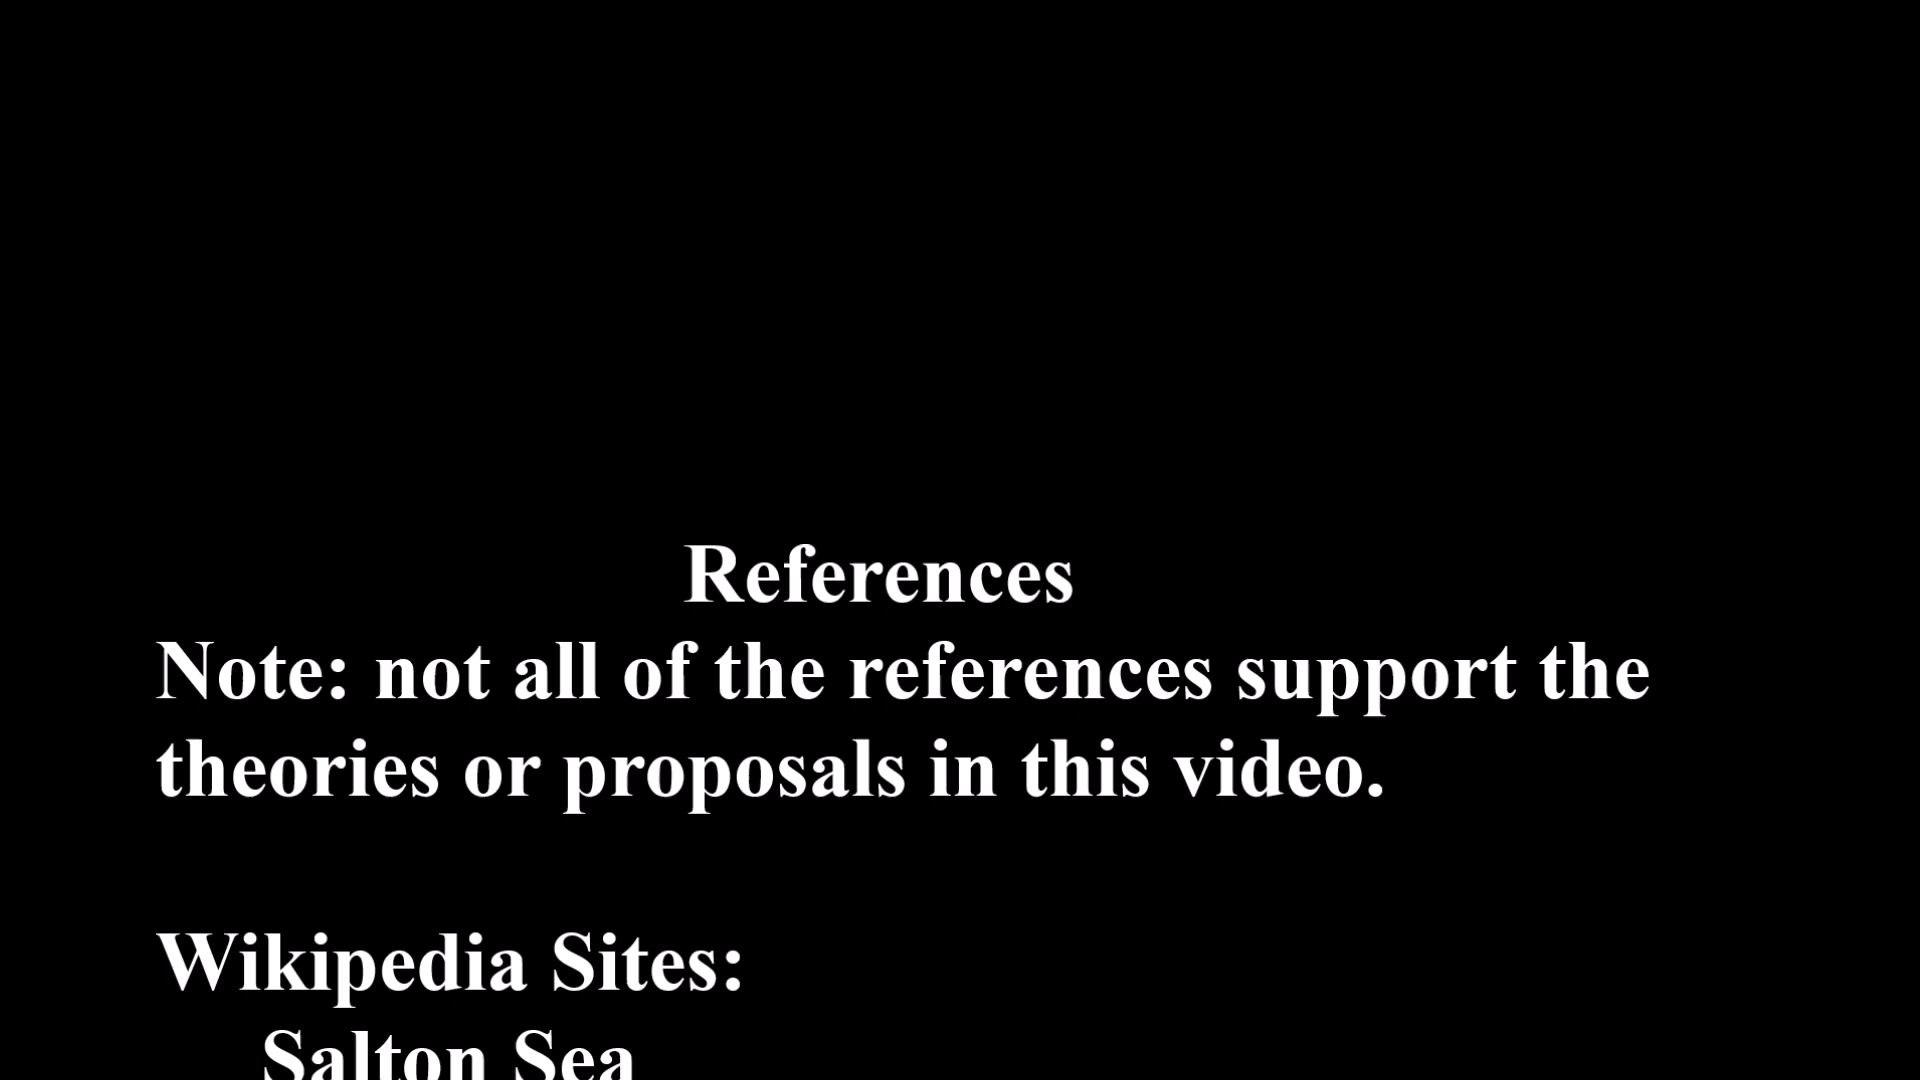 References
Note: not all of the references support the
theories or proposals in this video.
Wikipedia Sites:
Salton Sea